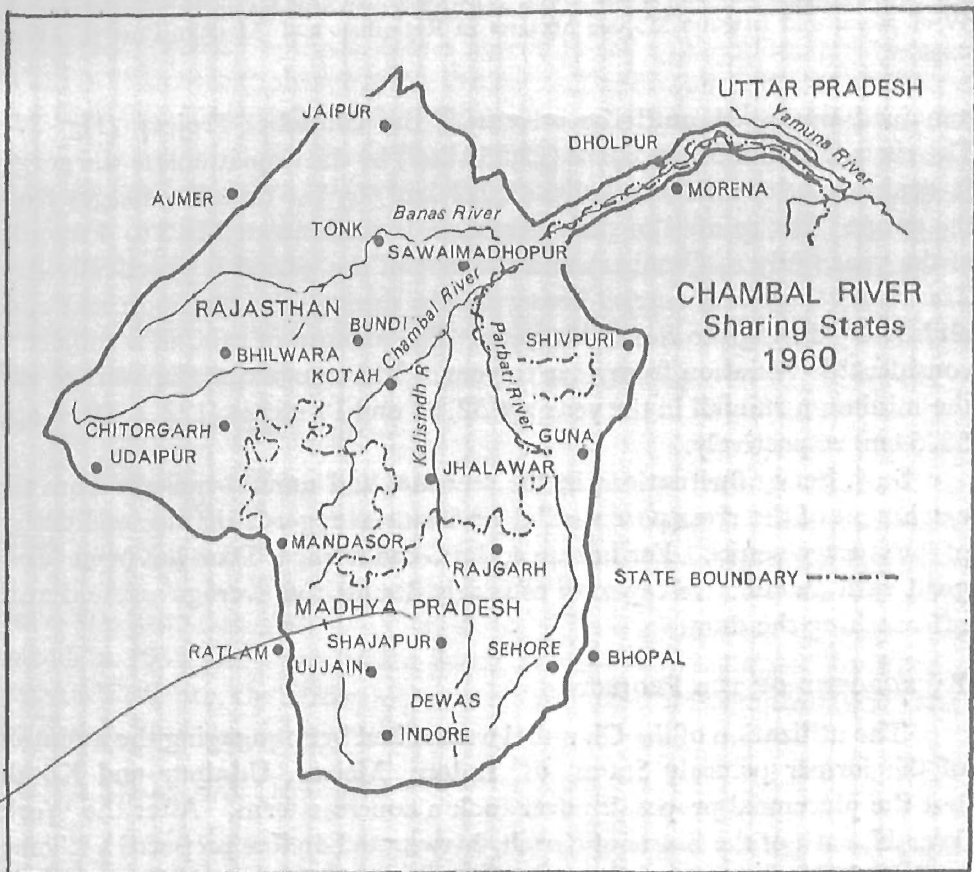 UTTAR PRADESH
JAIPUR
Yamuna River
DHOLPUR
AJMER
MORENA
Banas River
TONK
SAWAIMADHOPUR
CHAMBAL RIVER
Sharing States
1960
RAJASTHAN
Chambal River
BUNDI
Parbati River
SHIVPURI
BHILWARA
KOTAH
Kalisindh R
CHITORGARH
GUNA
UDAIPUR
JHALAWAR
MANDASOR
RAJGARH
STATE BOUNDARY
MADHYA PRADESH
SHAJAPUR
RATLAM
UJJAIN
SEHORE
BHOPAL
DEWAS
INDORE